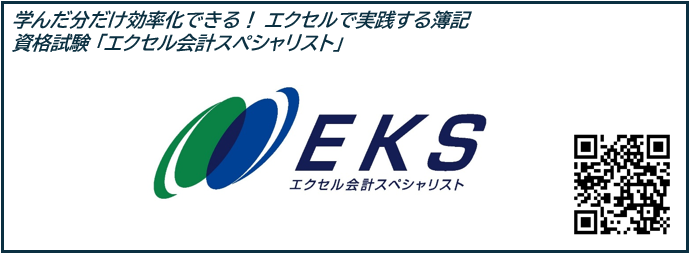 学んだ分だけ効率化できる！ エクセルで実践する簿記
資格試験「エクセル会計スペシャリスト」
EKS
エクセル会計スペシャリスト